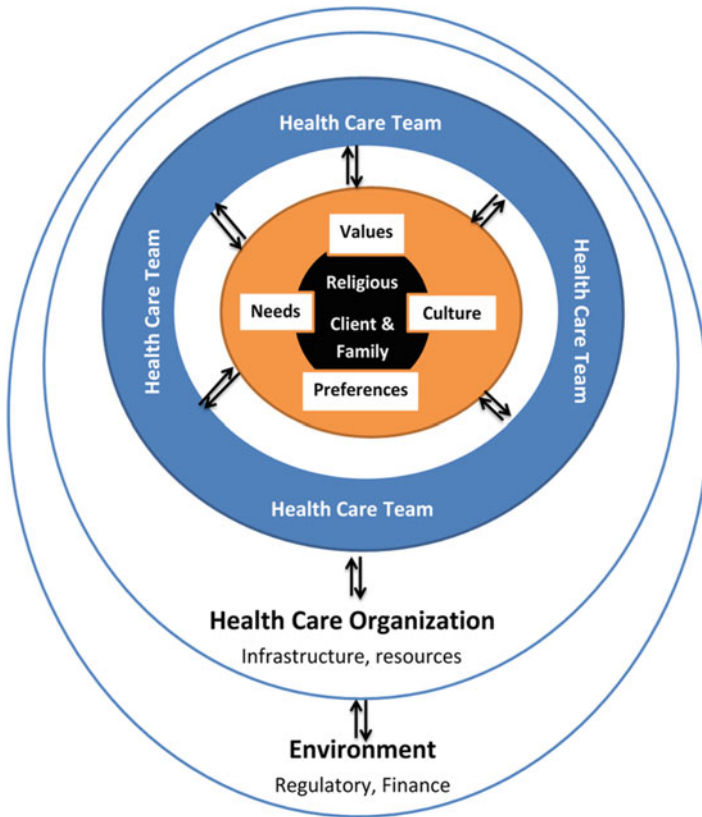 Health Care Team
Health Care Team
Health Care Team
Values
Religious
Needs
Culture
Client &
Family
Preferences
Health Care Team
Health Care Organization
Infrastructure, resources
Environment
Regulatory, Finance